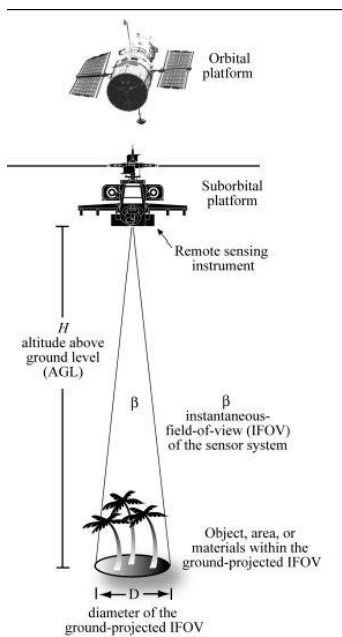 Orbital
platform
Suborbital
platform
Remote sensing
instrument
H
altitude above
ground level
(AGL)
β
β
instantaneous-
field-of-view (IFOV)
of the sensor system
Object, area, or
materials within the
ground-projected IFOV
D
diameter of the
ground-projected IFOV